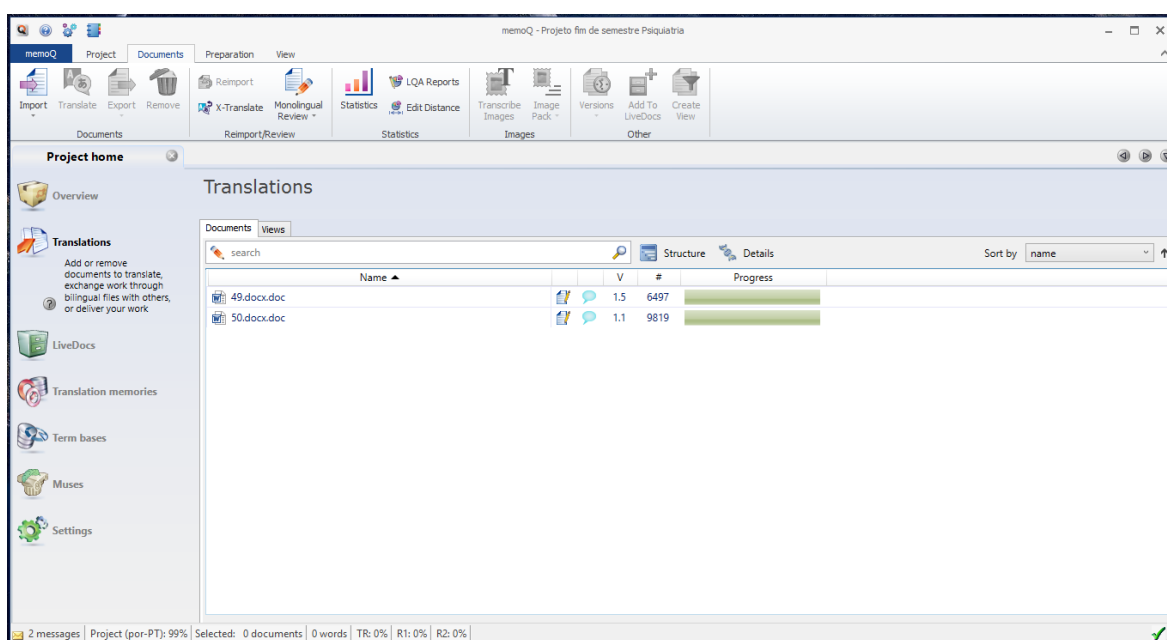 memoQ - Projeto fim de semestre Psiquiatria
memoQ Project Documents Preparation View
Import Translate Export Remove
Documents
Reimport
X-Translate
Monolingual
Review
Reimport/Review
Statistics
LQA Reports
Edit Distance
Statistics
Transcribe
Images
Image
Pack
Images
Versions
Add To
LiveDocs
Create
View
Other
Project home
Overview
Translations
Add or remove
documents to translate,
exchange work through
bilingual files with others,
or deliver your work
LiveDocs
Translation memories
Term bases
Muses
Settings
Translations
Documents Views
search Structure Details Sort by name
Name V # Progress
49.docx.doc 1.5 6497
50.docx.doc 1.1 9819
2 messages Project (por-PT): 99% Selected: 0 documents 0 words TR: 0% R1: 0% R2: 0%